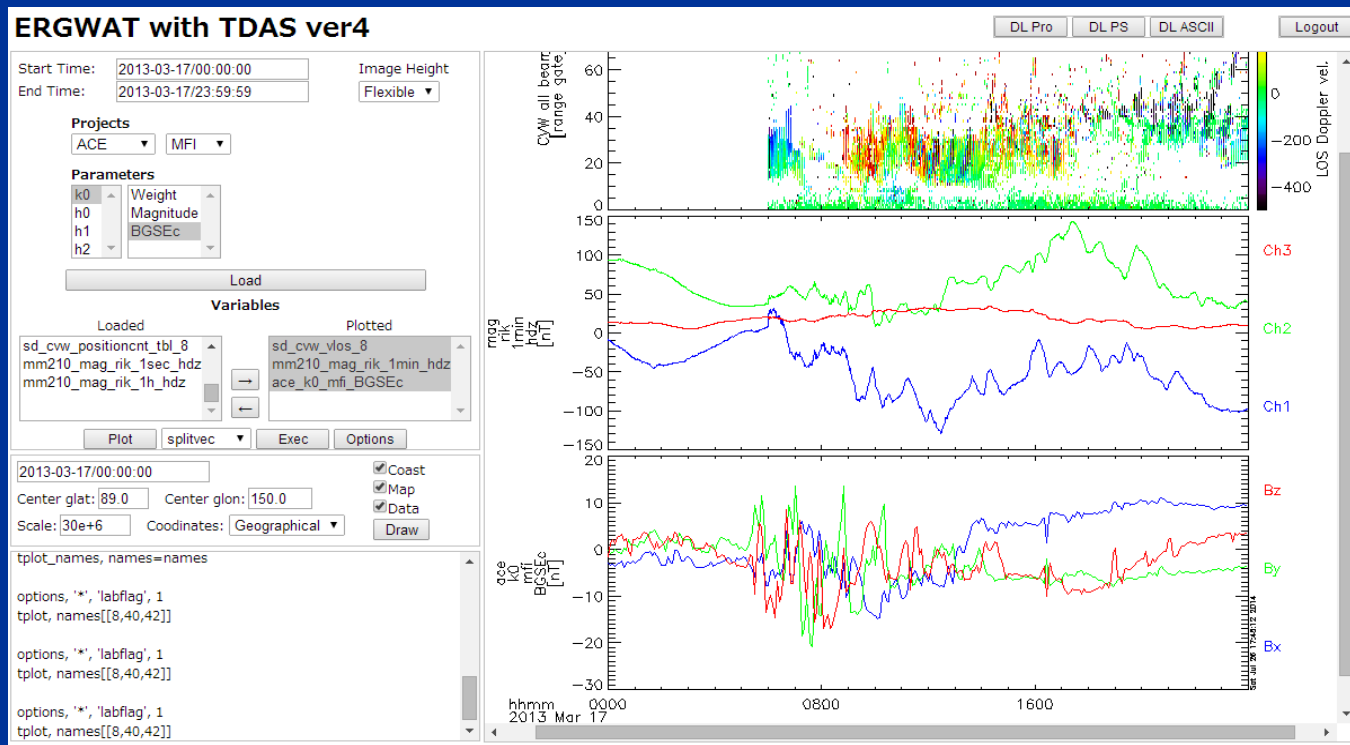 ERGWAT with TDAS ver4
DL Pro
DL PS
DL ASCII
Logout
Start Time: 2013-03-17/00:00:00
Image Height
End Time: 2013-03-17/23:59:59
Flexible
Projects
ACE
MFI
Parameters
k0
h0
h1
h2
Weight
Magnitude
BGSEc
Load
Variables
Loaded
Plotted
sd_cvw_positioncnt_tbl_8
mm210_mag_rik_1sec_hdz
mm210_mag_rik_1h_hdz
→
←
sd_cvw_vlos_8
mm210_mag_rik_1min_hdz
ace_k0_mfi_BGSEc
Plot
splitvec
Exec
Options
2013-03-17/00:00:00
Coast
Map
Data
Center glat: 89.0 Center glon: 150.0
Scale: 30e+6 Coodinates: Geographical
Draw
tplot_names, names=names
options, '*', 'labflag', 1
tplot, names[[8,40,42]]
options, '*', 'labflag', 1
tplot, names[[8,40,42]]
options, '*', 'labflag', 1
tplot, names[[8,40,42]]
cvw all beam
[range gate]
60
40
20
0
0
−200
−400
LOS Doppler vel.
mag
rik
1min
hdz
[nT]
150
100
50
0
−50
−100
−150
Ch3
Ch2
Ch1
ace
k0
mfi
BGSEc
[nT]
20
10
0
−10
−20
−30
Bz
By
Bx
hhmm 0000 0800 1600
2013 Mar 17
Sat Jul 26 17:48:12 2014